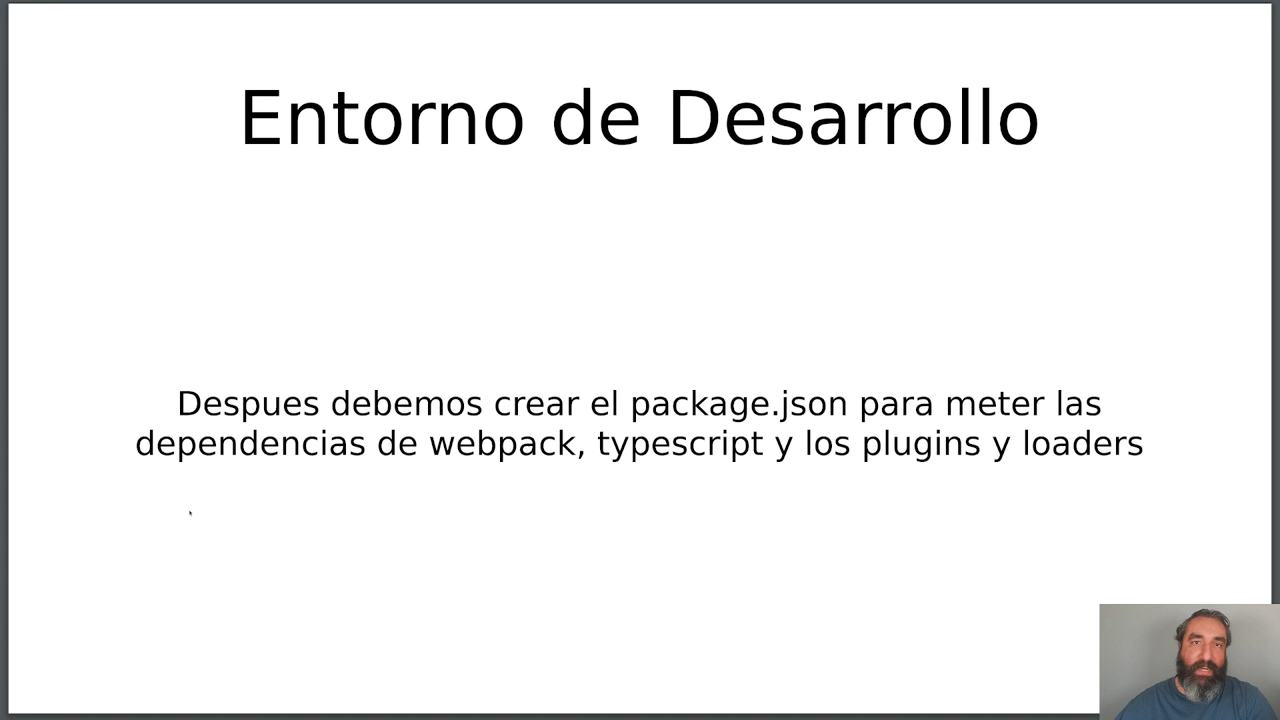 Entorno de Desarrollo
Despues debemos crear el package.json para meter las
dependencias de webpack, typescript y los plugins y loaders